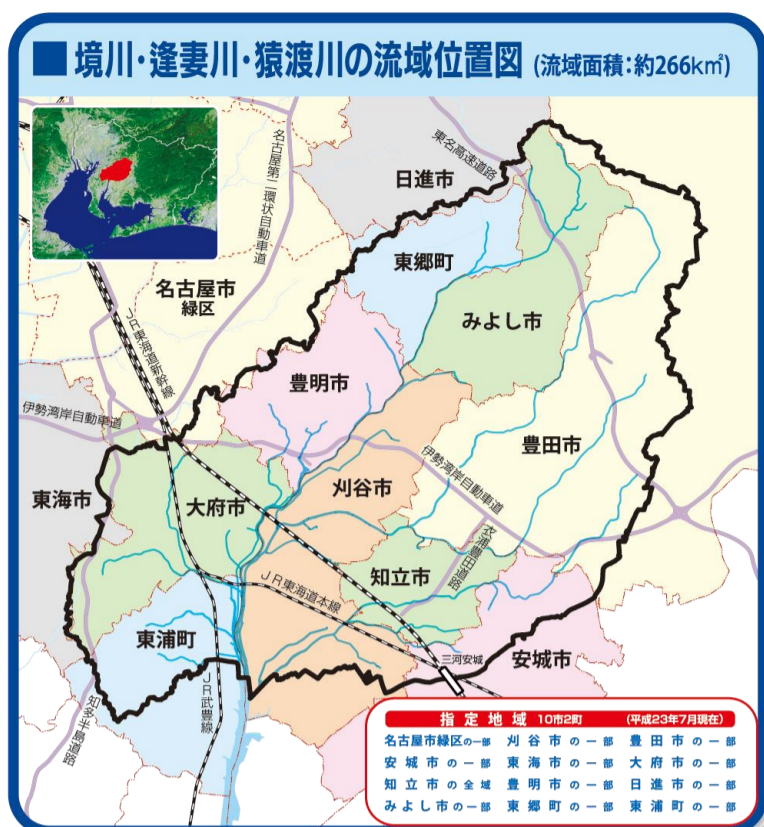 ■境川・逢妻川・猿渡川の流域位置図 (流域面積：約266k㎡)
東名高速道路
日進市
名古屋第二環状自動車道
東郷町
名古屋市
緑区
みよし市
JR東海道新幹線
豊明市
伊勢湾岸自動車道
豊田市
伊勢湾岸自動車道
刈谷市
東海市
大府市
衣浦豊田道路
知立市
JR東海道本線
東浦町
三河安城
安城市
JR武豊線
知多半島道路
指定地域 10市2町 (平成23年7月現在)
名古屋市緑区の一部 刈谷市の一部 豊田市の一部
安城市の一部 東海市の一部 大府市の一部
知立市の全域 豊明市の一部 日進市の一部
みよし市の一部 東郷町の一部 東浦町の一部